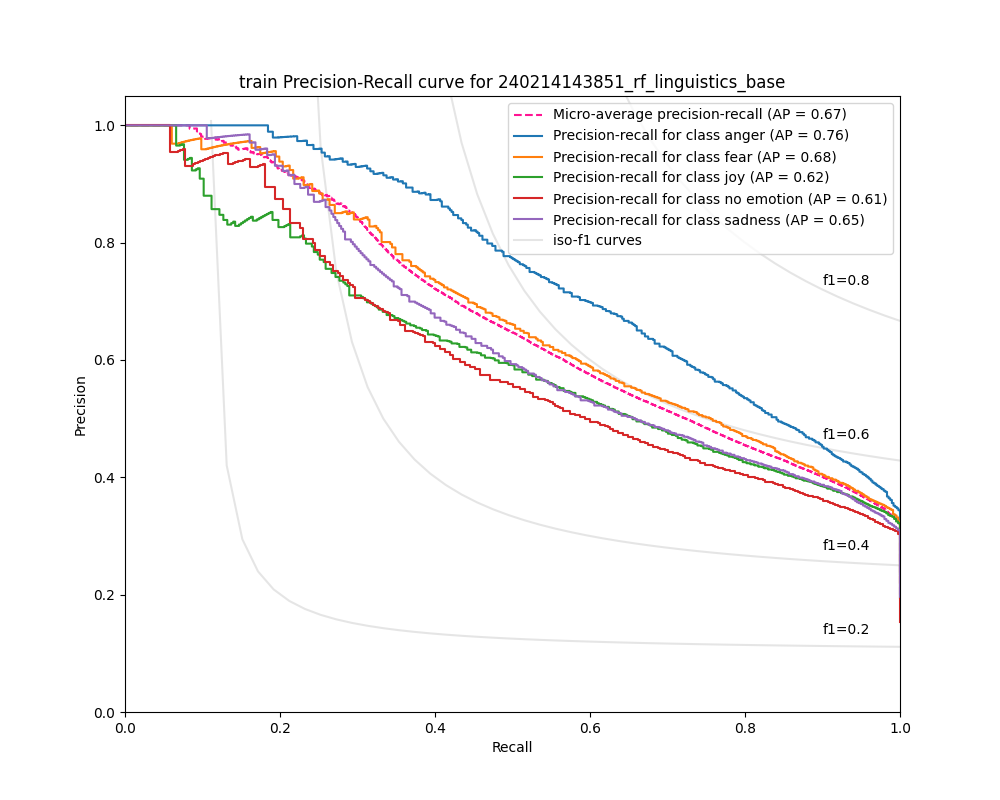 train Precision-Recall curve for 240214143851_rf_linguistics_base
Micro-average precision-recall (AP = 0.67)
Precision-recall for class anger (AP = 0.76)
Precision-recall for class fear (AP = 0.68)
Precision-recall for class joy (AP = 0.62)
Precision-recall for class no emotion (AP = 0.61)
Precision-recall for class sadness (AP = 0.65)
iso-f1 curves
f1=0.8
f1=0.6
f1=0.4
f1=0.2
Precision
1.0
0.8
0.6
0.4
0.2
0.0
0.0 0.2 0.4 0.6 0.8 1.0
Recall